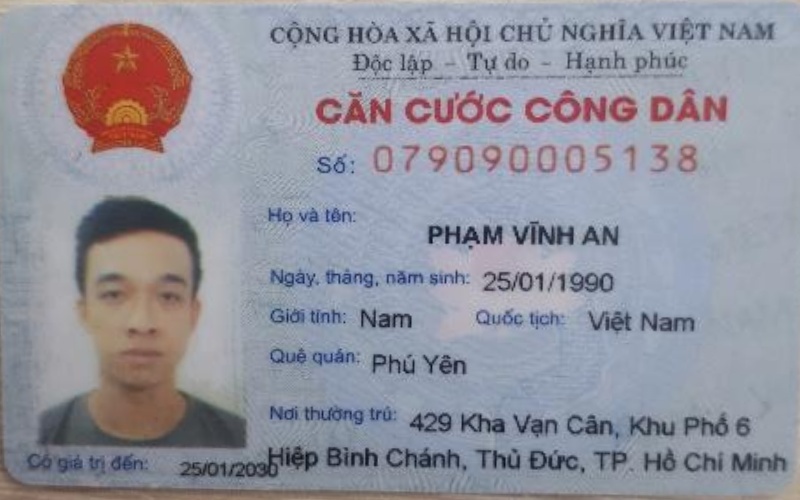 CỘNG HÒA XÃ HỘI CHỦ NGHĨA VIỆT NAM
Độc lập - Tự do - Hạnh phúc
CĂN CƯỚC CÔNG DÂN
Số: 079090005138
Họ và tên:
PHẠM VĨNH AN
Ngày, tháng, năm sinh: 25/01/1990
Giới tính: Nam Quốc tịch: Việt Nam
Quê quán: Phú Yên
Nơi thường trú: 429 Kha Vạn Cân, Khu Phố 6
Hiệp Bình Chánh, Thủ Đức, TP. Hồ Chí Minh
Có giá trị đến: 25/01/2030